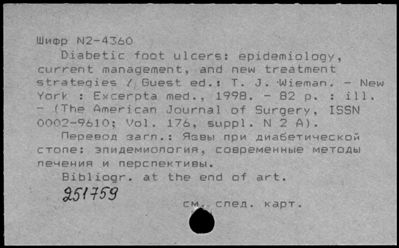 Шифр N2-4360
Diabetic foot ulcers: epidemiology,
current management, and new treatment
strategies / Guest ed.: T. J. Wieman. - New
York : Excerpta med., 1998. - 82 p. : ill.
- (The American Journal of Surgery, ISSN
0002-9610; Vol. 176, suppl. N 2 A).
Перевод загл.: Язвы при диабетической
стопе: эпидемиология, современные методы
лечения и перспективы.
Bibliogr. at the end of art.
251759
см. след. карт.